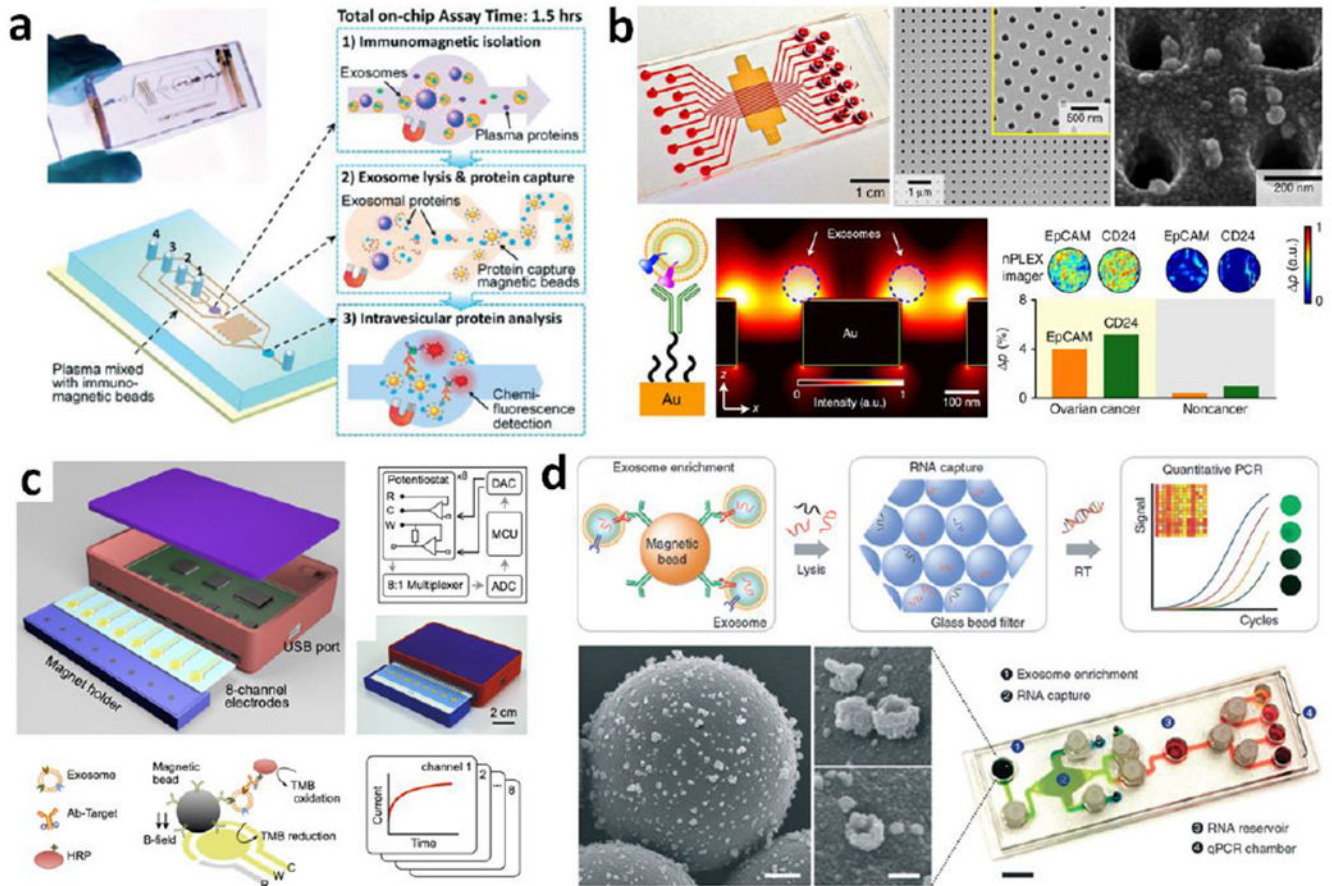 a
Total on-chip Assay Time: 1.5 hrs
1) Immunomagnetic isolation
Exosomes
Plasma proteins
2) Exosome lysis & protein capture
Exosomal proteins
Protein capture
magnetic beads
3) Intravesicular protein analysis
Chemi-
fluorescence
detection
4
3
2
1
Plasma mixed
with immuno-
magnetic beads
b
1 cm
1 µm
500 nm
200 nm
Au
Exosomes
Au
z
x
0
1
Intensity (a.u.)
100 nm
EpCAM
CD24
EpCAM
CD24
nPLEX
imager
1
0
Δp (a.u.)
8
4
0
Δp (%)
EpCAM
CD24
Ovarian cancer
Noncancer
c
USB port
8-channel
electrodes
Magnet holder
Potentiostat
×8
R
C
W
DAC
MCU
8:1 Multiplexer
ADC
2 cm
Exosome
Ab-Target
HRP
Magnetic
bead
B-field
TMB
oxidation
TMB reduction
C
W
R
channel 1
2
...
8
Current
Time
d
Exosome enrichment
Magnetic
bead
Exosome
Lysis
RNA capture
Glass bead filter
RT
Quantitative PCR
Signal
Cycles
1 Exosome enrichment
2 RNA capture
1
2
3
4
3 RNA reservoir
4 qPCR chamber